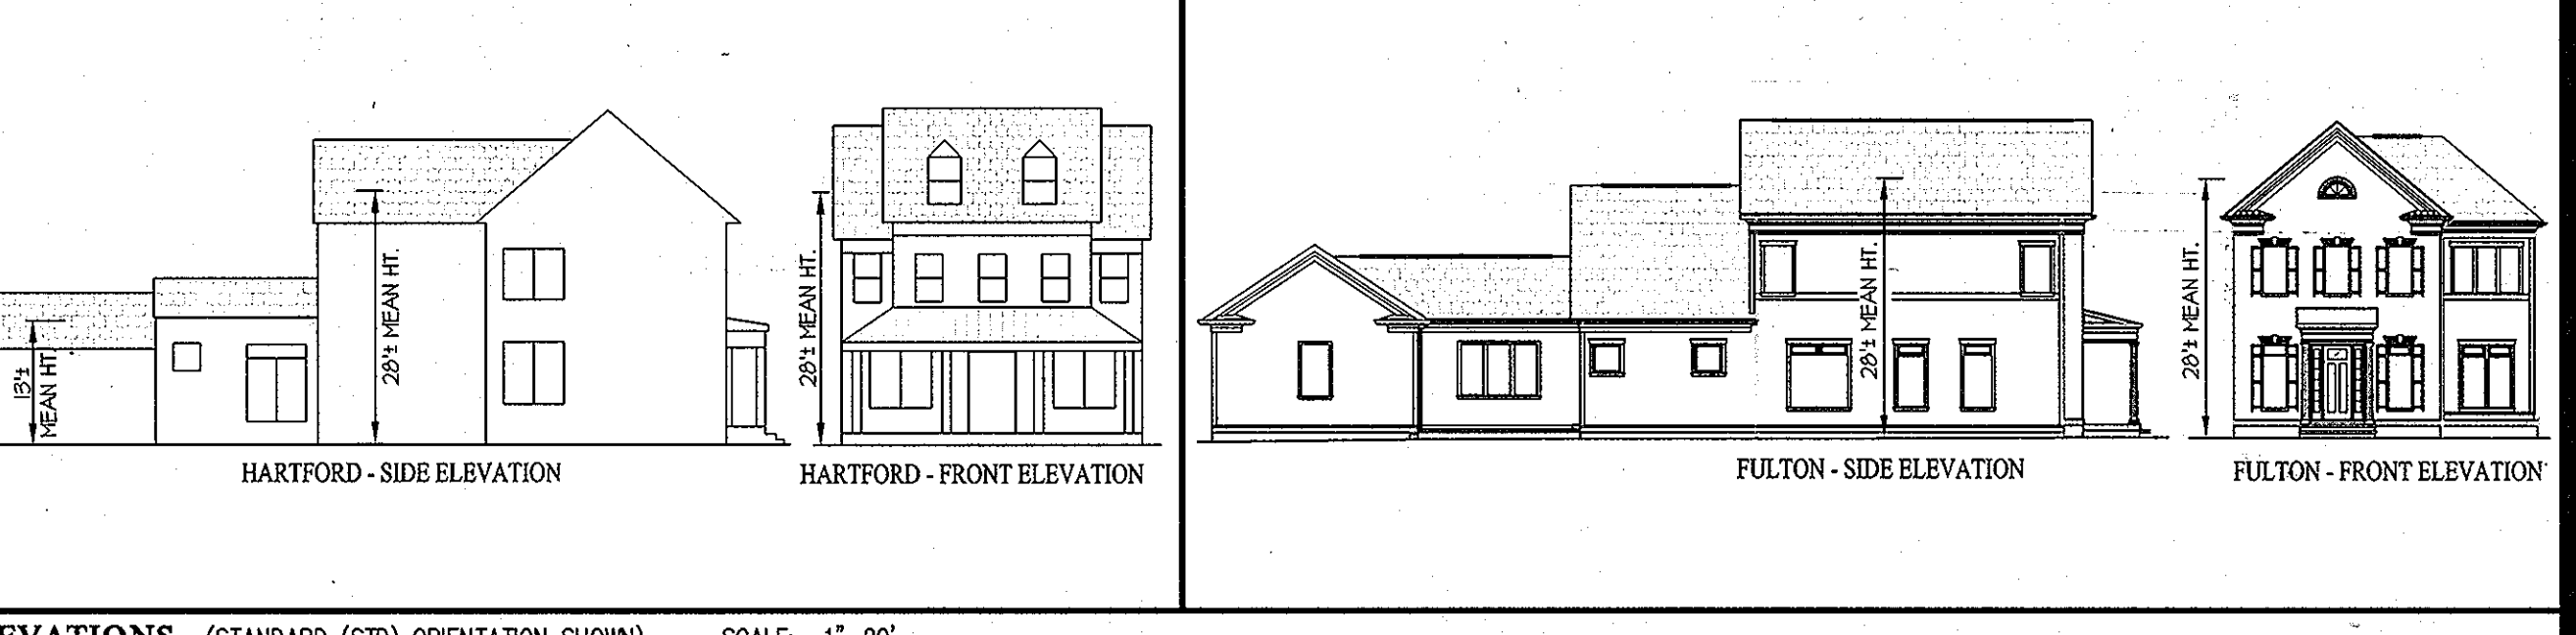 13'±
MEAN HT.
28'± MEAN HT.
28'± MEAN HT.
28'± MEAN HT.
28'± MEAN HT.
HARTFORD - SIDE ELEVATION
HARTFORD - FRONT ELEVATION
FULTON - SIDE ELEVATION
FULTON - FRONT ELEVATION
(STANDARD (STD) ORIENTATION SHOWN) SCALE: